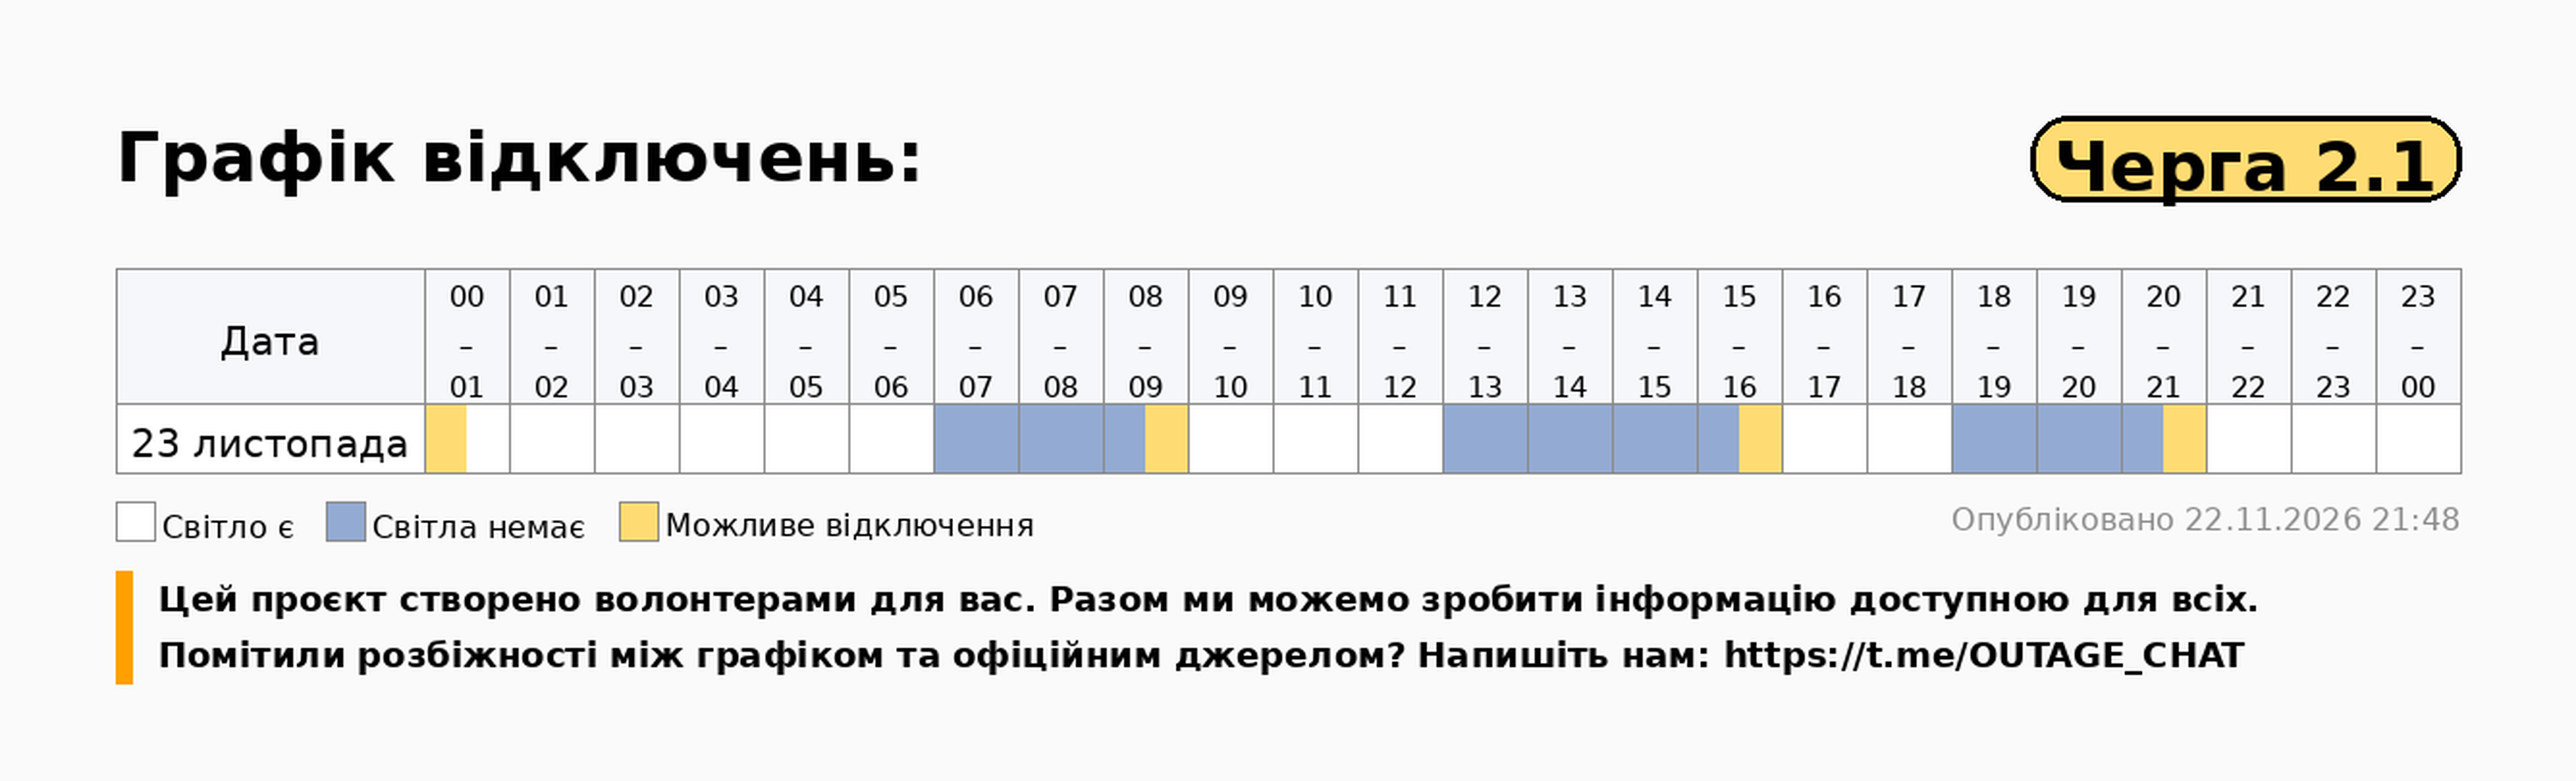 Графік відключень:
Черга 2.1
Дата 00 – 01 01 – 02 02 – 03 03 – 04 04 – 05 05 – 06 06 – 07 07 – 08 08 – 09 09 – 10 10 – 11 11 – 12 12 – 13 13 – 14 14 – 15 15 – 16 16 – 17 17 – 18 18 – 19 19 – 20 20 – 21 21 – 22 22 – 23 23 – 00
23 листопада
Світло є Світла немає Можливе відключення
Опубліковано 22.11.2026 21:48
Цей проєкт створено волонтерами для вас. Разом ми можемо зробити інформацію доступною для всіх.
Помітили розбіжності між графіком та офіційним джерелом? Напишіть нам: https://t.me/OUTAGE_CHAT